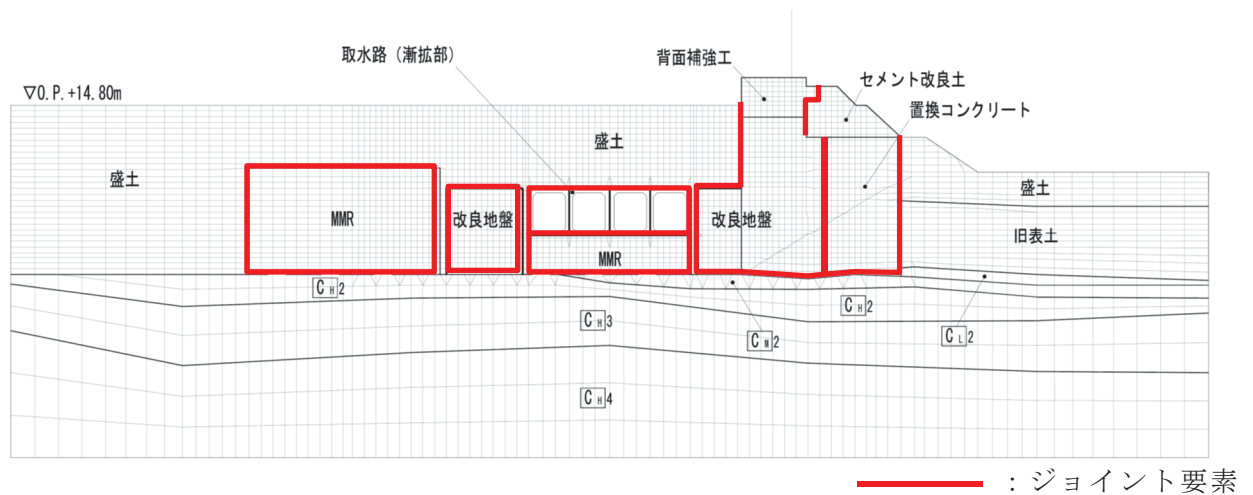 取水路（漸拡部）
背面補強工
セメント改良土
▽O.P.+14.80m
置換コンクリート
盛土
盛土
盛土
MMR
改良地盤
改良地盤
旧表土
MMR
CH2
CH2
CH3
CM2
CL2
CH4
：ジョイント要素